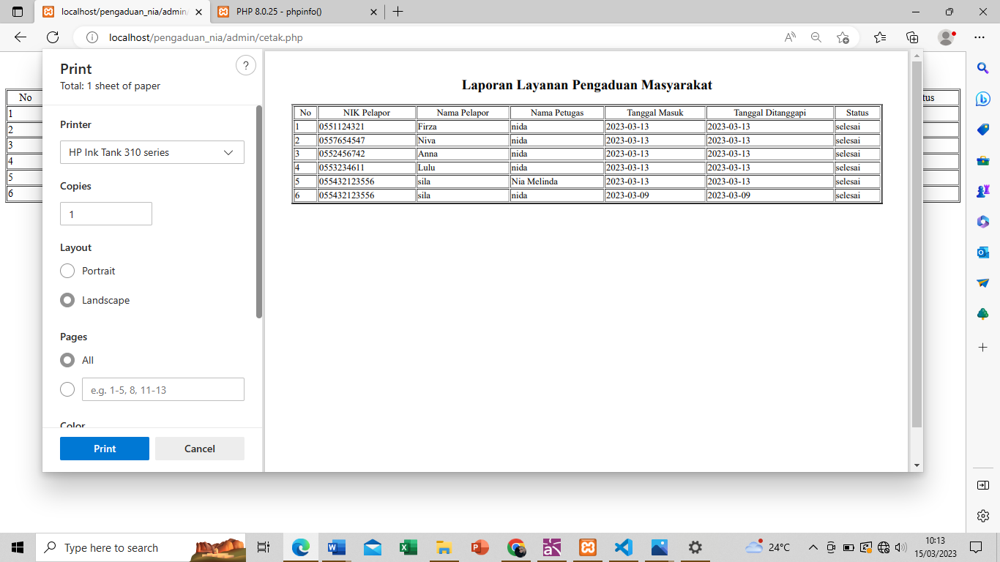 localhost/pengaduan_nia/admin/
PHP 8.0.25 - phpinfo()
localhost/pengaduan_nia/admin/cetak.php
Print
?
Total: 1 sheet of paper
Printer
HP Ink Tank 310 series
Copies
1
Layout
Portrait
Landscape
Pages
All
e.g. 1-5, 8, 11-13
Color
Print Cancel
No
1
2
3
4
5
6
Laporan Layanan Pengaduan Masyarakat
No NIK Pelapor Nama Pelapor Nama Petugas Tanggal Masuk Tanggal Ditanggapi Status
1 0551124321 Firza nida 2023-03-13 2023-03-13 selesai
2 0557654547 Niva nida 2023-03-13 2023-03-13 selesai
3 0552456742 Anna nida 2023-03-13 2023-03-13 selesai
4 0553234611 Lulu nida 2023-03-13 2023-03-13 selesai
5 055432123556 sila Nia Melinda 2023-03-13 2023-03-13 selesai
6 055432123556 sila nida 2023-03-09 2023-03-09 selesai
tus
Type here to search
24°C
10:13
15/03/2023